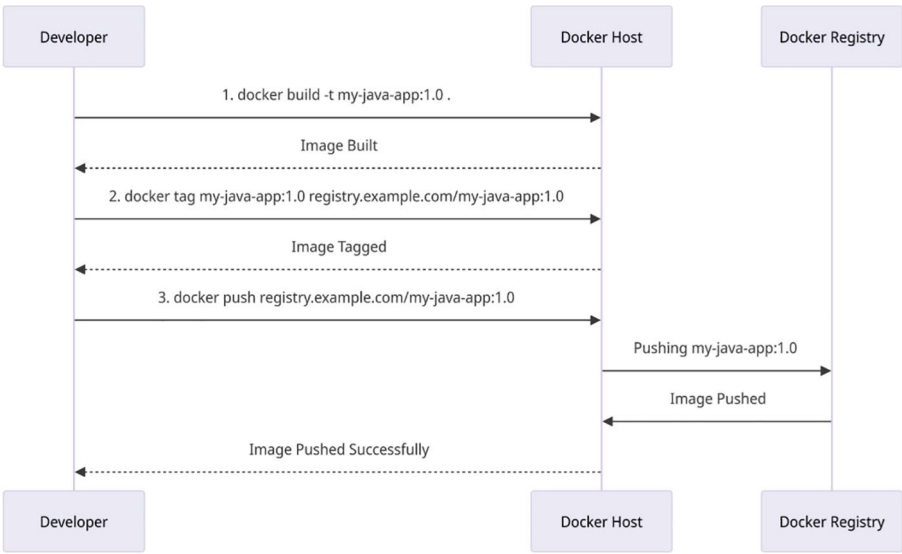 Developer
Docker Host
Docker Registry
1. docker build -t my-java-app:1.0 .
Image Built
2. docker tag my-java-app:1.0 registry.example.com/my-java-app:1.0
Image Tagged
3. docker push registry.example.com/my-java-app:1.0
Pushing my-java-app:1.0
Image Pushed
Image Pushed Successfully
Developer
Docker Host
Docker Registry